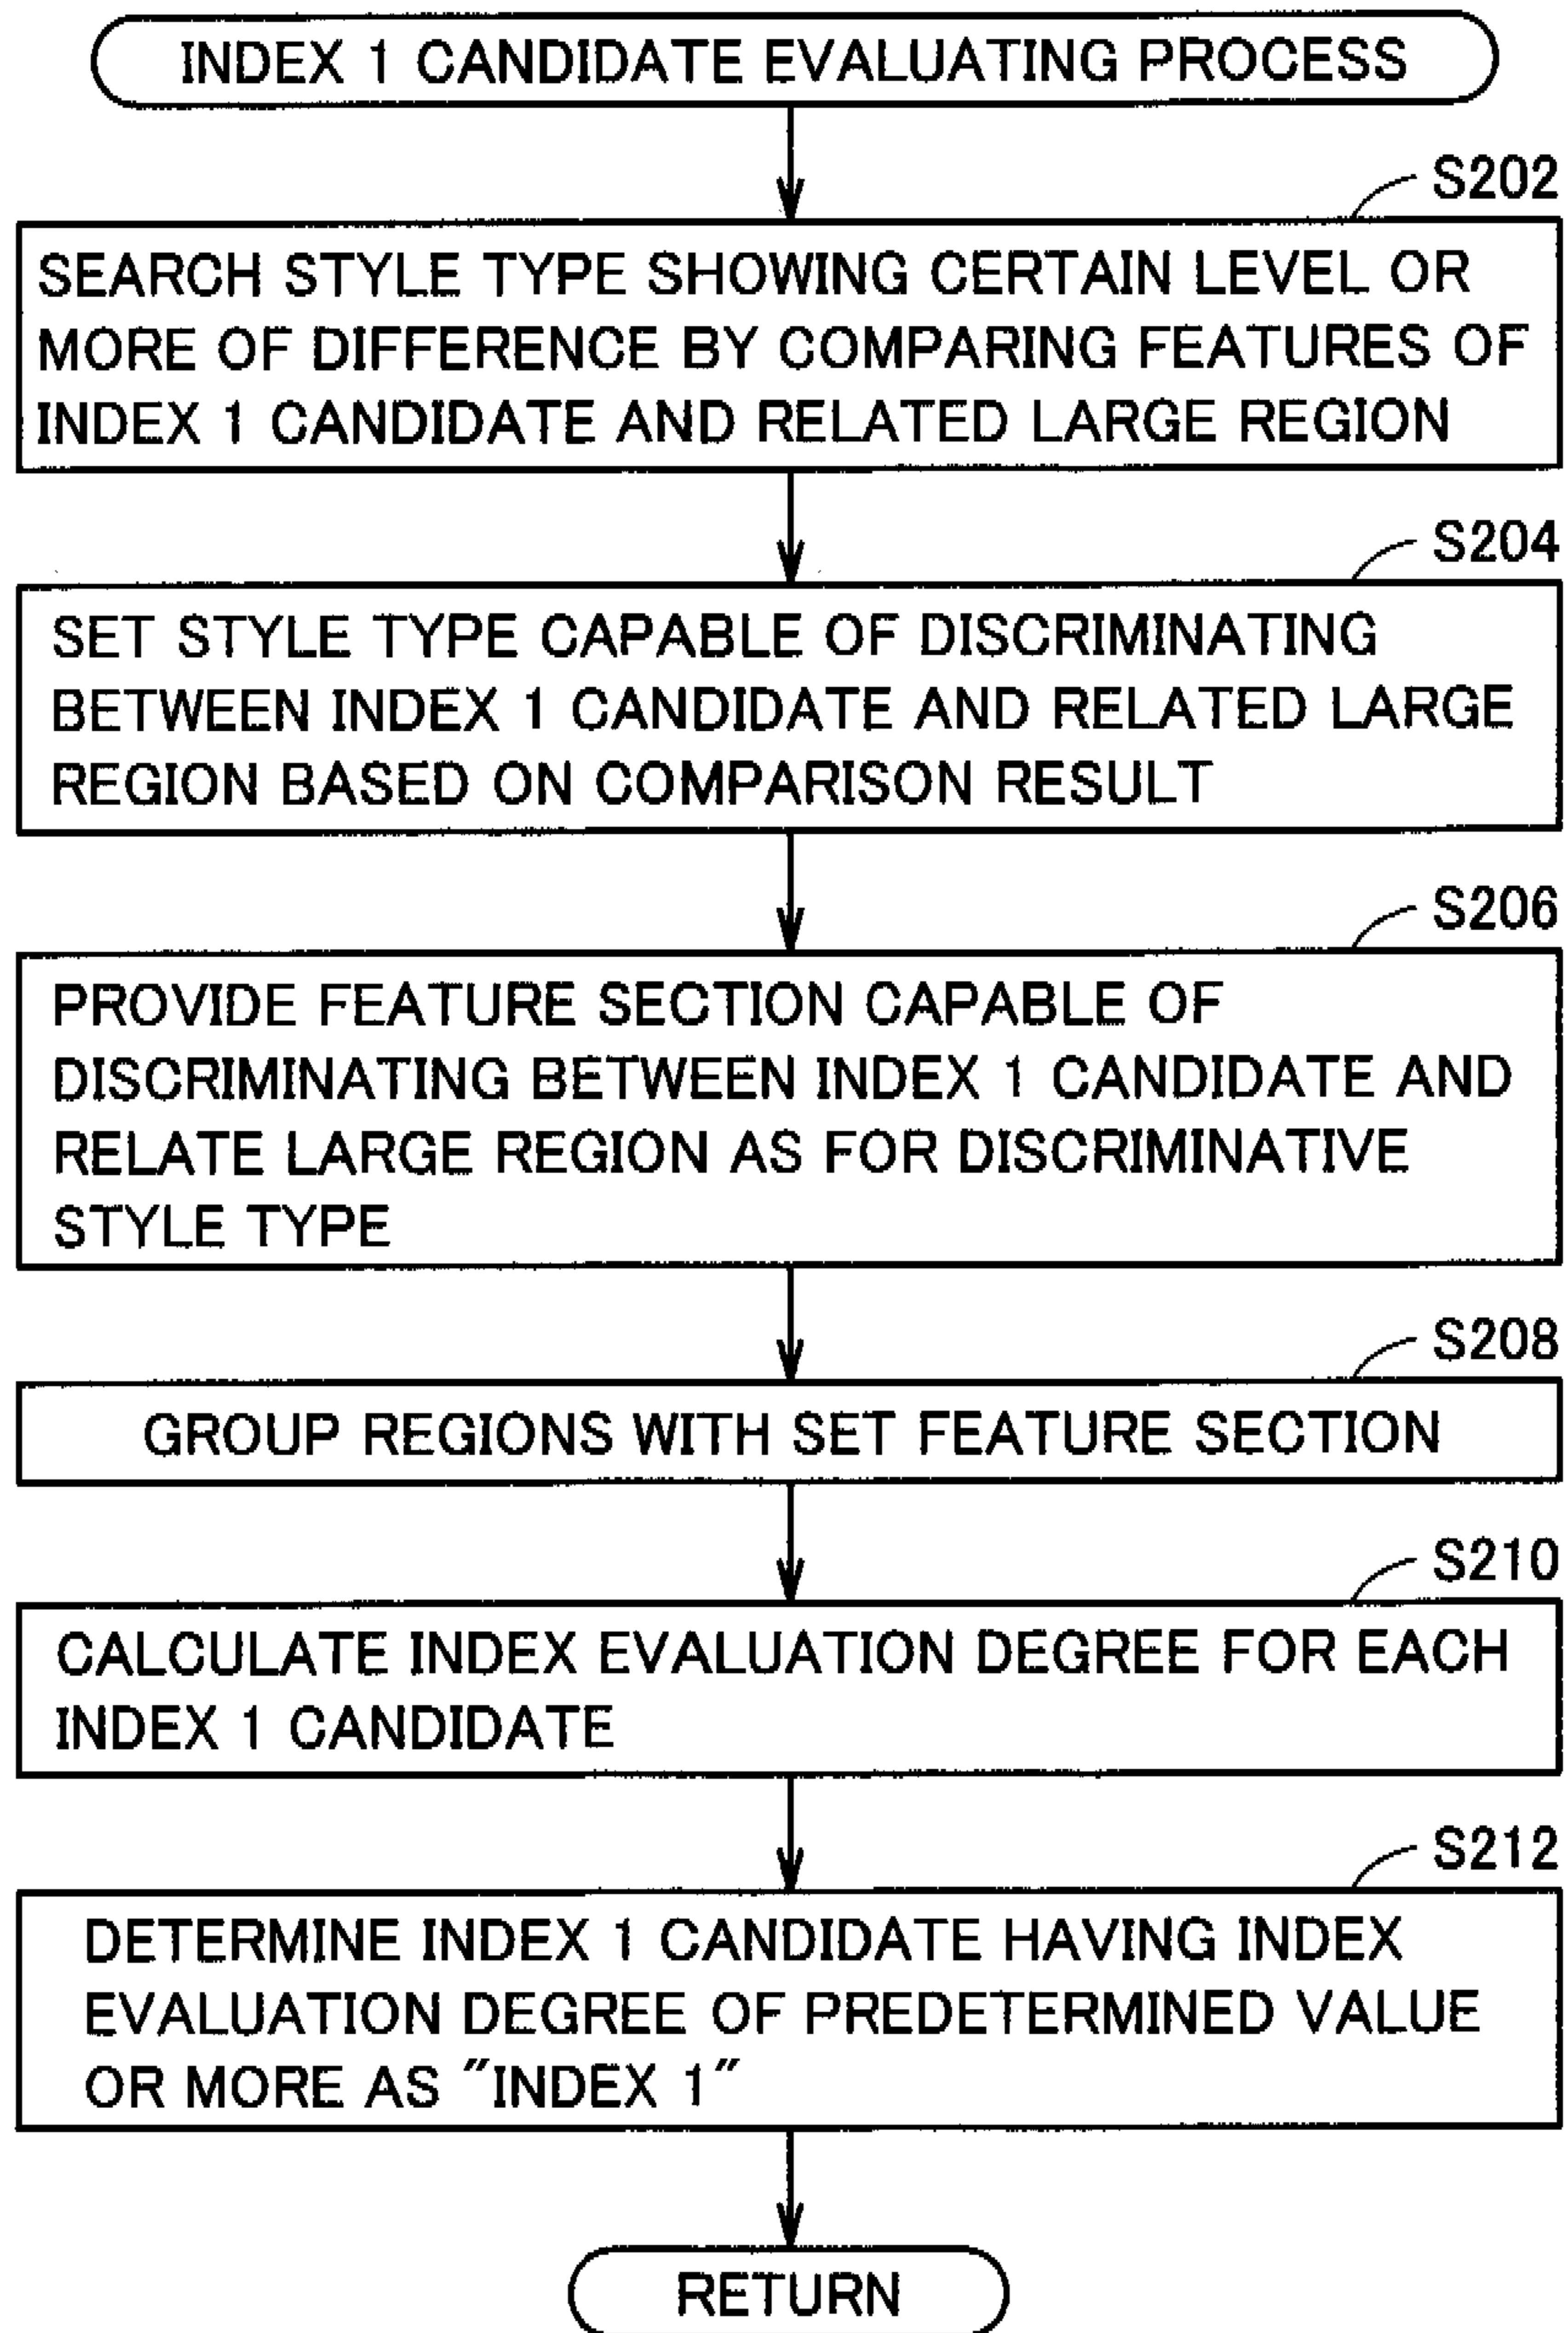 INDEX 1 CANDIDATE EVALUATING PROCESS
S202
SEARCH STYLE TYPE SHOWING CERTAIN LEVEL OR
MORE OF DIFFERENCE BY COMPARING FEATURES OF
INDEX 1 CANDIDATE AND RELATED LARGE REGION
S204
SET STYLE TYPE CAPABLE OF DISCRIMINATING
BETWEEN INDEX 1 CANDIDATE AND RELATED LARGE
REGION BASED ON COMPARISON RESULT
S206
PROVIDE FEATURE SECTION CAPABLE OF
DISCRIMINATING BETWEEN INDEX 1 CANDIDATE AND
RELATE LARGE REGION AS FOR DISCRIMINATIVE
STYLE TYPE
S208
GROUP REGIONS WITH SET FEATURE SECTION
S210
CALCULATE INDEX EVALUATION DEGREE FOR EACH
INDEX 1 CANDIDATE
S212
DETERMINE INDEX 1 CANDIDATE HAVING INDEX
EVALUATION DEGREE OF PREDETERMINED VALUE
OR MORE AS "INDEX 1"
RETURN